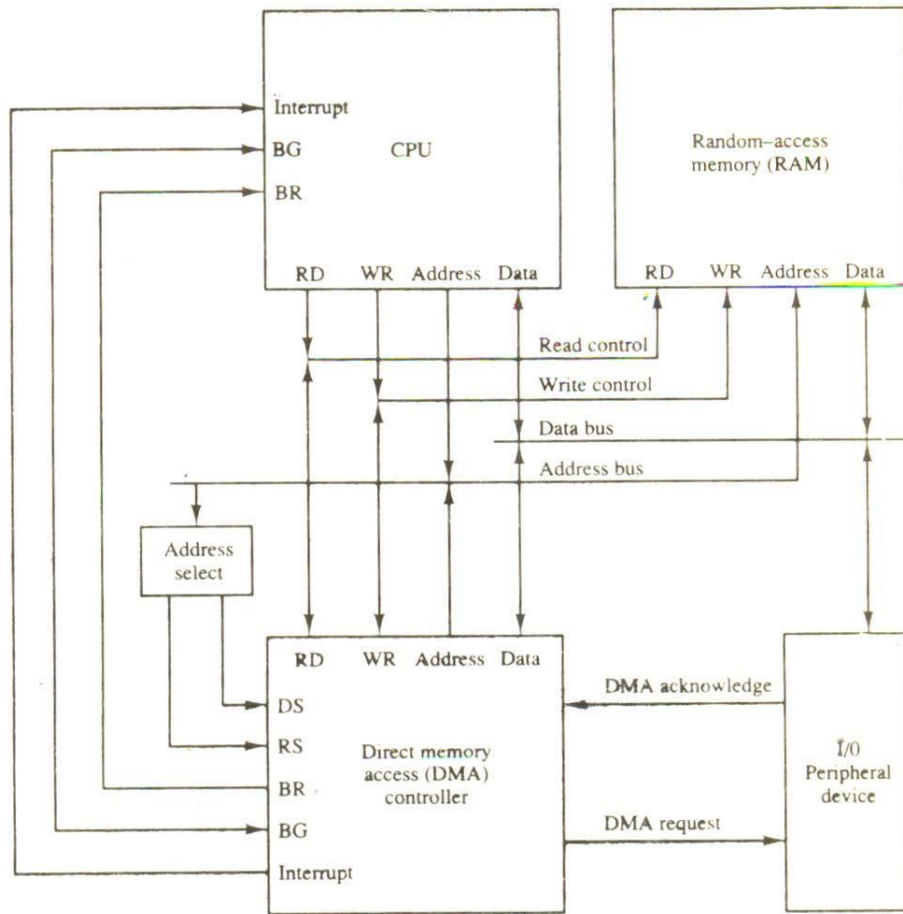 Interrupt
BG
BR
CPU
RD WR Address Data
Random-access
memory (RAM)
RD WR Address Data
Read control
Write control
Data bus
Address bus
Address
select
RD WR Address Data
DS
RS
BR
BG
Interrupt
Direct memory
access (DMA)
controller
DMA acknowledge
DMA request
I/0
Peripheral
device